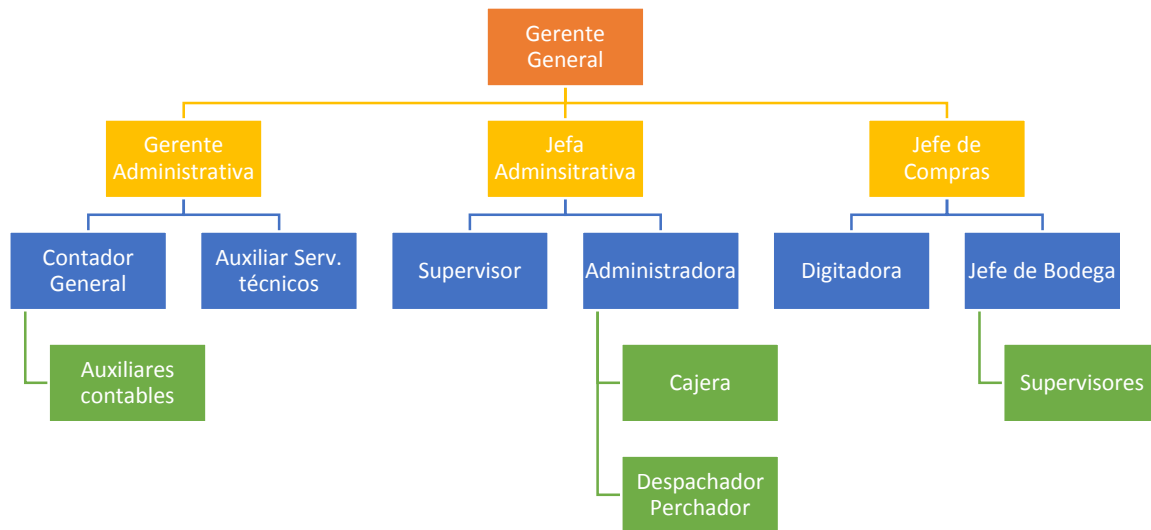 Gerente
General
Gerente
Administrativa
Jefa
Adminsitrativa
Jefe de
Compras
Contador
General
Auxiliar Serv.
técnicos
Supervisor
Administradora
Digitadora
Jefe de Bodega
Auxiliares
contables
Cajera
Supervisores
Despachador
Perchador